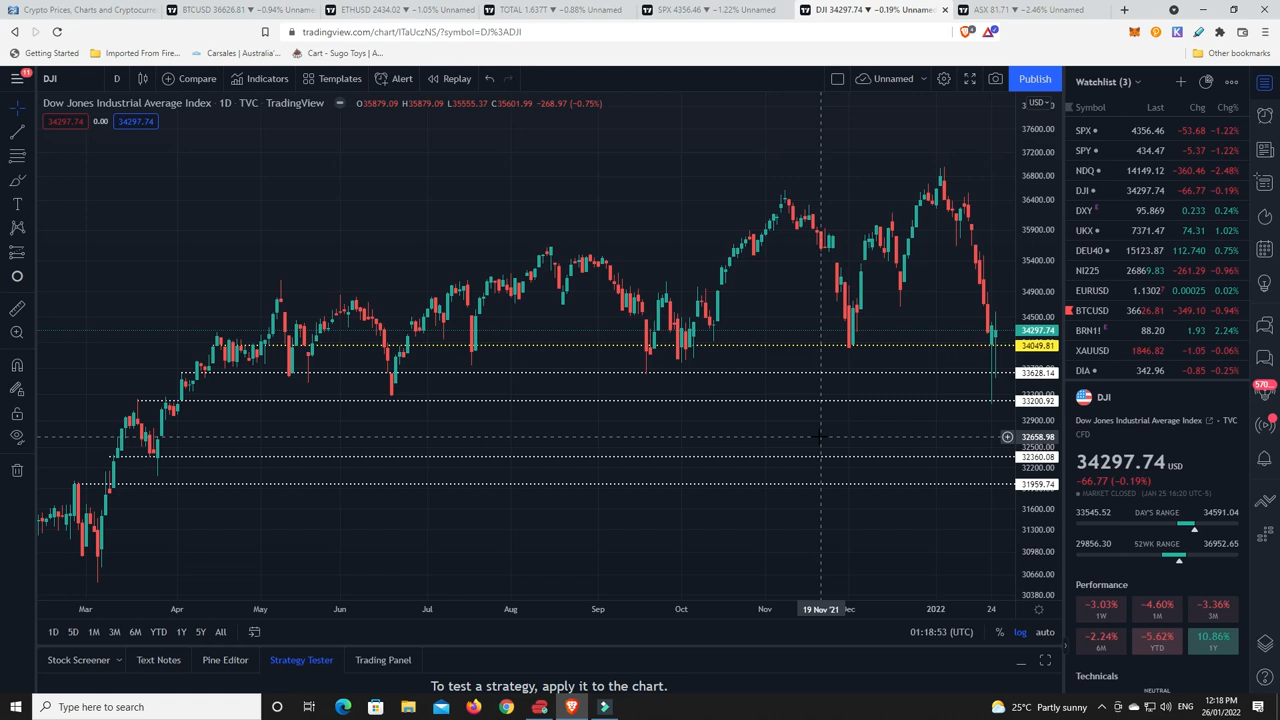 Crypto Prices, Charts and Cryptocurr
BTCUSD 36626.81 ▼ −0.94% Unnamed
ETHUSD 2434.02 ▼ −1.05% Unnamed
TOTAL 1.637T ▼ −0.88% Unnamed
SPX 4356.46 ▼ −1.22% Unnamed
DJI 34297.74 ▼ −0.19% Unnamed
ASX 81.71 ▼ −2.46% Unnamed
tradingview.com/chart/ITaUczNS/?symbol=DJ%3ADJI
Getting Started
Imported From Fire...
Carsales | Australia'...
Cart - Sugo Toys | A...
Other bookmarks
11
DJI
D
Compare
Indicators
Templates
Alert
Replay
Unnamed
Publish
Dow Jones Industrial Average Index · 1D · TVC TradingView
O35879.09 H35879.09 L35555.37 C35601.99 −268.97 (−0.75%)
34297.74 0.00 34297.74
USD
37600.00
37200.00
36800.00
36400.00
35900.00
35400.00
34900.00
34500.00
34297.74
34049.81
33628.14
33200.92
32900.00
32658.98
32500.00
32360.08
32200.00
31959.74
31600.00
31300.00
30980.00
30660.00
30380.00
Mar Apr May Jun Jul Aug Sep Oct Nov 19 Nov '21 Dec 2022 24
1D 5D 1M 3M 6M YTD 1Y 5Y All
01:18:53 (UTC) % log auto
Stock Screener Text Notes Pine Editor Strategy Tester Trading Panel
To test a strategy, apply it to the chart.
Watchlist (3)
Symbol Last Chg Chg%
SPX 4356.46 −53.68 −1.22%
SPY 434.47 −5.37 −1.22%
NDQ 14149.12 −360.46 −2.48%
DJI 34297.74 −66.77 −0.19%
DXY E 95.869 0.233 0.24%
UKX 7371.47 74.31 1.02%
DEU40 15123.87 112.740 0.75%
NI225 26869.83 −261.29 −0.96%
EURUSD 1.1302⁷ 0.00025 0.02%
BTCUSD 36626.81 −349.10 −0.94%
BRN1! E 88.20 1.93 2.24%
XAUUSD 1846.82 −1.05 −0.06%
DIA 342.96 −0.85 −0.25%
570...
DJI
Dow Jones Industrial Average Index TVC
CFD
34297.74 USD
−66.77 (−0.19%)
MARKET CLOSED (JAN 25 16:20 UTC-5)
33545.52 DAY'S RANGE 34591.04
29856.30 52WK RANGE 36952.65
Performance
−3.03% −4.60% −3.36%
1W 1M 3M
−2.24% −5.62% 10.86%
6M YTD 1Y
Technicals
NEUTRAL
Type here to search
25°C Partly sunny
ENG
12:18 PM
26/01/2022